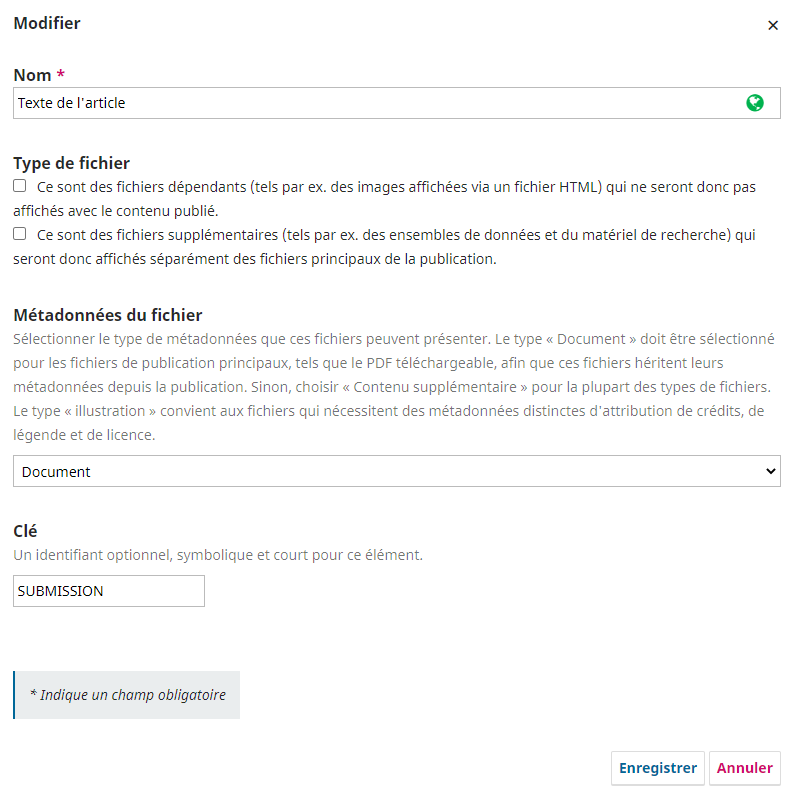 Modifier
×
Nom *
Texte de l'article
Type de fichier
Ce sont des fichiers dépendants (tels par ex. des images affichées via un fichier HTML) qui ne seront donc pas
affichés avec le contenu publié.
Ce sont des fichiers supplémentaires (tels par ex. des ensembles de données et du matériel de recherche) qui
seront donc affichés séparément des fichiers principaux de la publication.
Métadonnées du fichier
Sélectionner le type de métadonnées que ces fichiers peuvent présenter. Le type « Document » doit être sélectionné
pour les fichiers de publication principaux, tels que le PDF téléchargeable, afin que ces fichiers héritent leurs
métadonnées depuis la publication. Sinon, choisir « Contenu supplémentaire » pour la plupart des types de fichiers.
Le type « illustration » convient aux fichiers qui nécessitent des métadonnées distinctes d'attribution de crédits, de
légende et de licence.
Document
Clé
Un identifiant optionnel, symbolique et court pour ce élément.
SUBMISSION
* Indique un champ obligatoire
Enregistrer Annuler